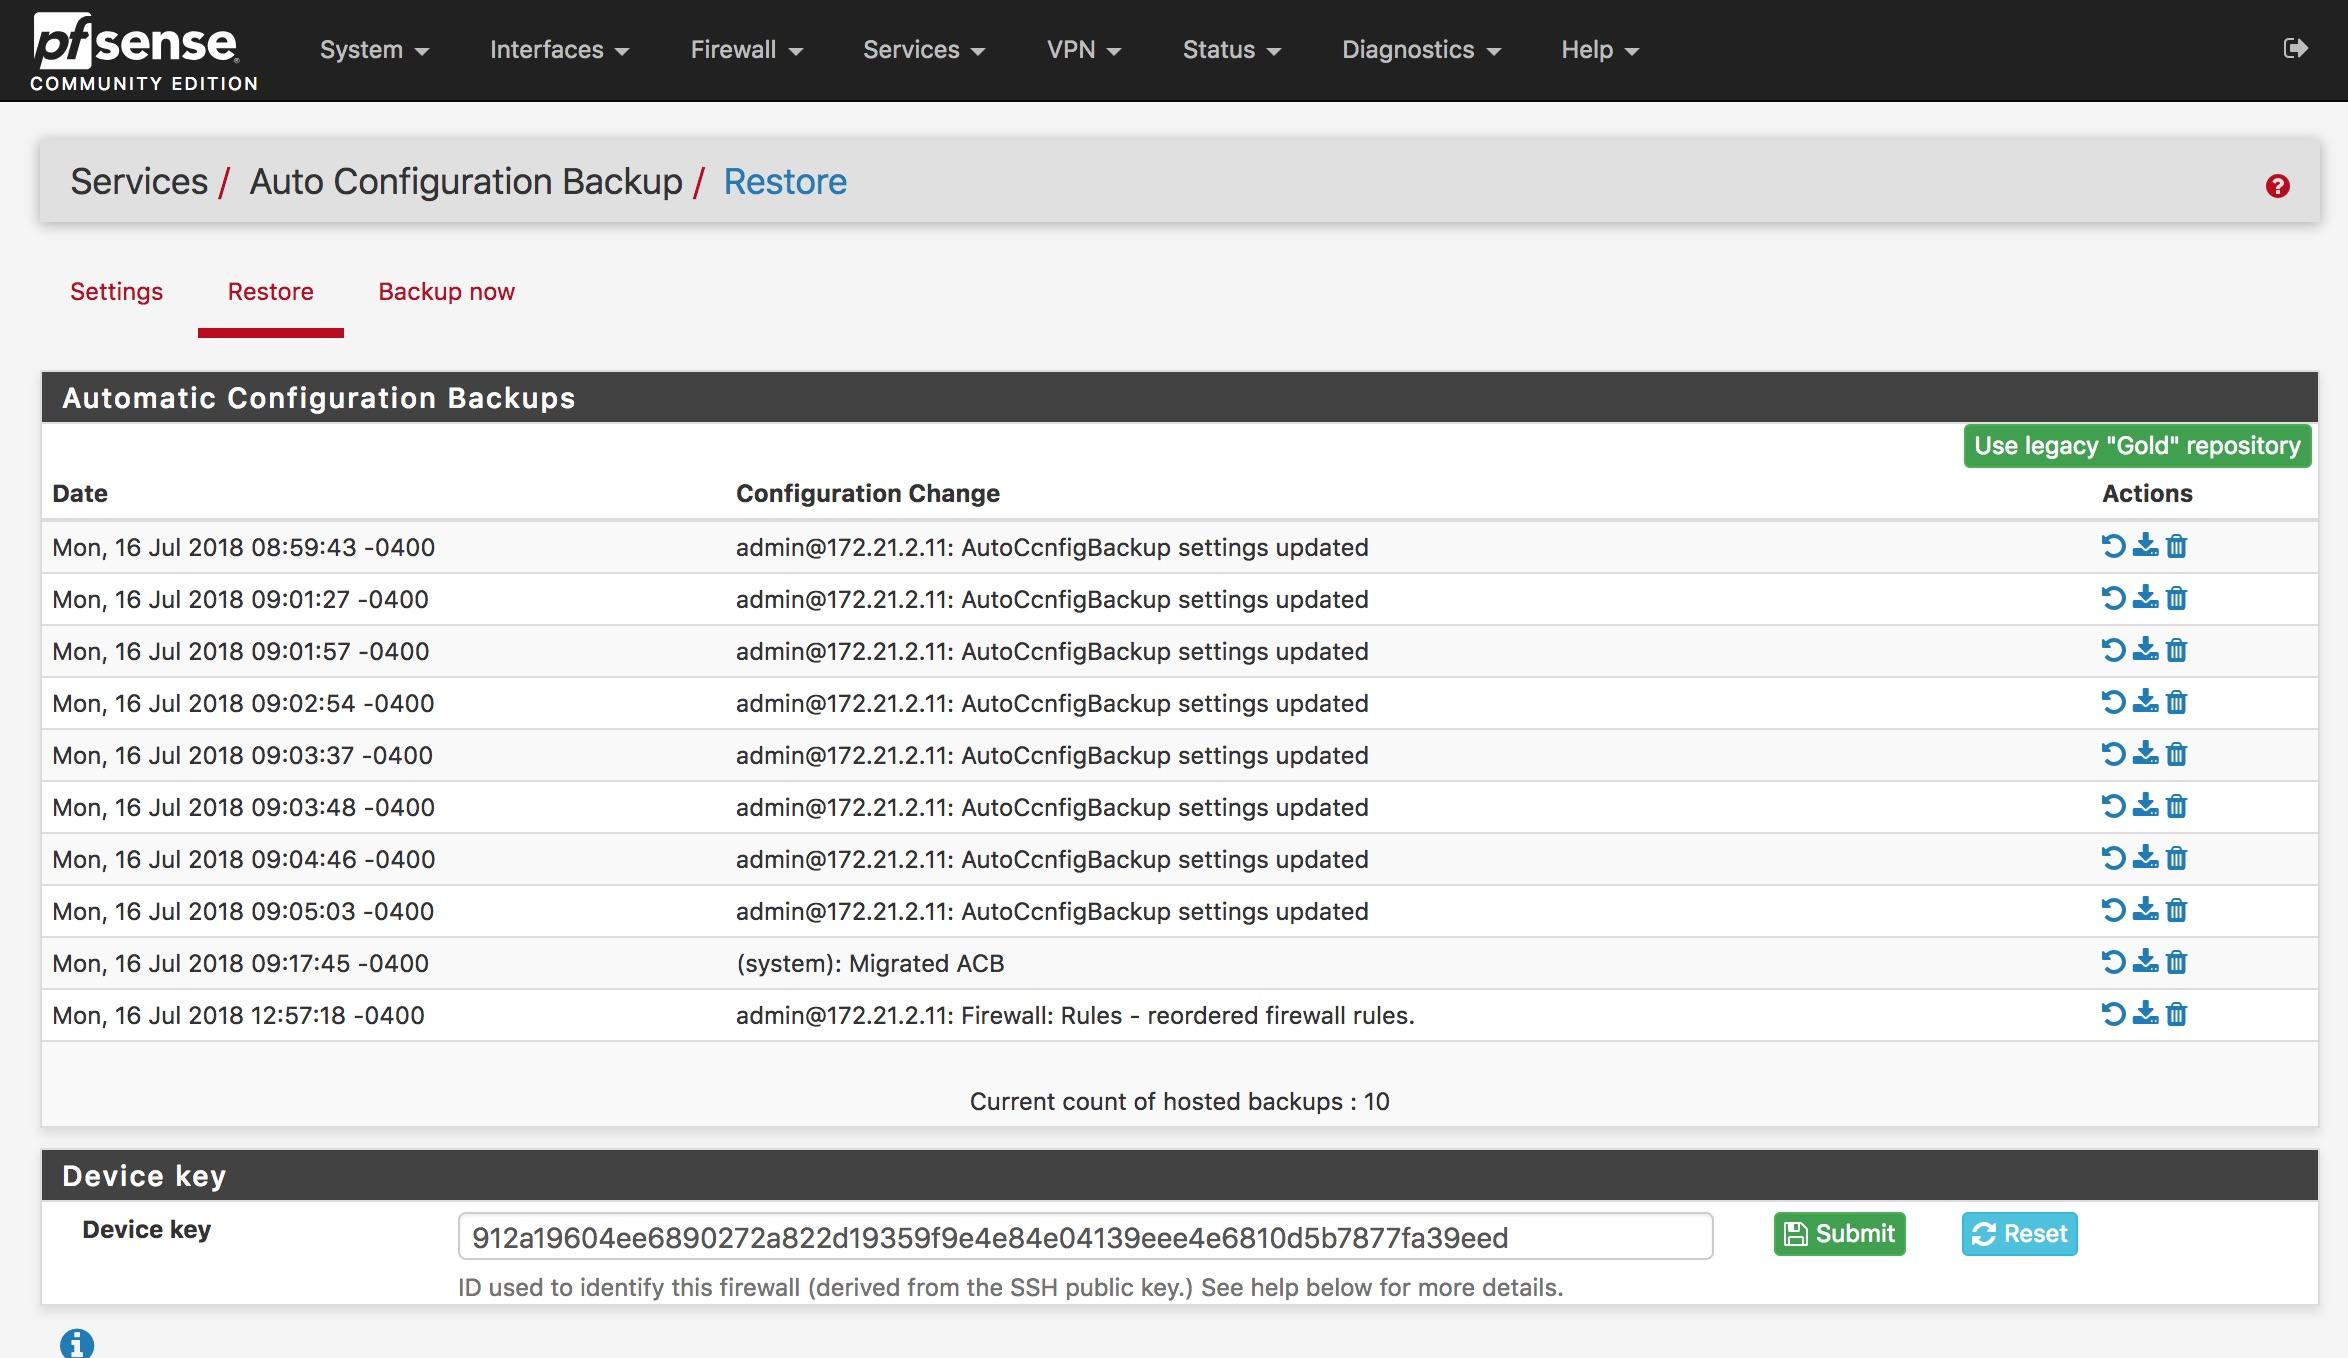 pfsense
COMMUNITY EDITION
System Interfaces Firewall Services VPN Status Diagnostics Help
Services / Auto Configuration Backup / Restore
Settings Restore Backup now
Automatic Configuration Backups
Use legacy "Gold" repository
Date Configuration Change Actions
Mon, 16 Jul 2018 08:59:43 -0400 admin@172.21.2.11: AutoCcnfigBackup settings updated
Mon, 16 Jul 2018 09:01:27 -0400 admin@172.21.2.11: AutoCcnfigBackup settings updated
Mon, 16 Jul 2018 09:01:57 -0400 admin@172.21.2.11: AutoCcnfigBackup settings updated
Mon, 16 Jul 2018 09:02:54 -0400 admin@172.21.2.11: AutoCcnfigBackup settings updated
Mon, 16 Jul 2018 09:03:37 -0400 admin@172.21.2.11: AutoCcnfigBackup settings updated
Mon, 16 Jul 2018 09:03:48 -0400 admin@172.21.2.11: AutoCcnfigBackup settings updated
Mon, 16 Jul 2018 09:04:46 -0400 admin@172.21.2.11: AutoCcnfigBackup settings updated
Mon, 16 Jul 2018 09:05:03 -0400 admin@172.21.2.11: AutoCcnfigBackup settings updated
Mon, 16 Jul 2018 09:17:45 -0400 (system): Migrated ACB
Mon, 16 Jul 2018 12:57:18 -0400 admin@172.21.2.11: Firewall: Rules - reordered firewall rules.
Current count of hosted backups : 10
Device key
Device key 912a19604ee6890272a822d19359f9e4e84e04139eee4e6810d5b7877fa39eed Submit Reset
ID used to identify this firewall (derived from the SSH public key.) See help below for more details.